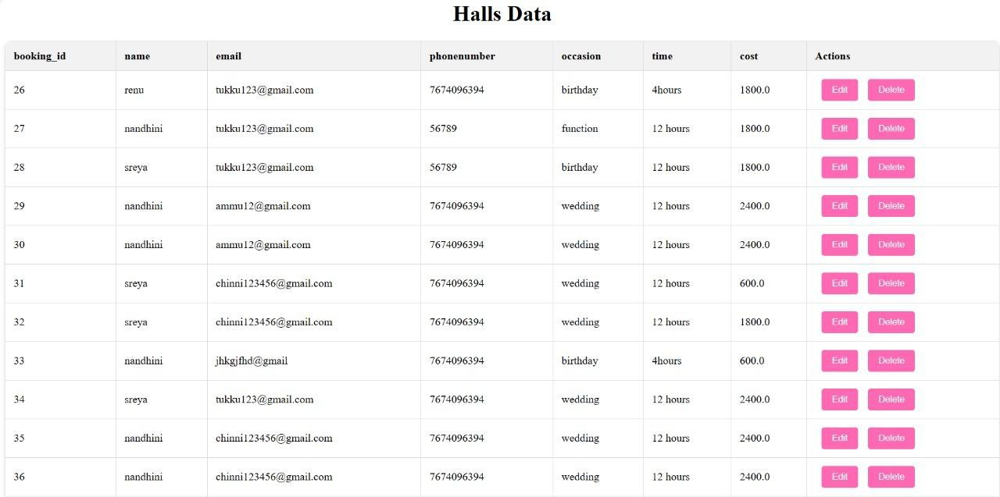 Halls Data
booking_id name email phonenumber occasion time cost Actions
26 renu tukku123@gmail.com 7674096394 birthday 4hours 1800.0 Edit Delete
27 nandhini tukku123@gmail.com 56789 function 12 hours 1800.0 Edit Delete
28 sreya tukku123@gmail.com 56789 birthday 12 hours 1800.0 Edit Delete
29 nandhini ammu12@gmail.com 7674096394 wedding 12 hours 2400.0 Edit Delete
30 nandhini ammu12@gmail.com 7674096394 wedding 12 hours 2400.0 Edit Delete
31 sreya chinni123456@gmail.com 7674096394 wedding 12 hours 600.0 Edit Delete
32 sreya chinni123456@gmail.com 7674096394 wedding 12 hours 1800.0 Edit Delete
33 nandhini jhkgjfhd@gmail 7674096394 birthday 4hours 600.0 Edit Delete
34 sreya tukku123@gmail.com 7674096394 wedding 12 hours 2400.0 Edit Delete
35 nandhini chinni123456@gmail.com 7674096394 wedding 12 hours 2400.0 Edit Delete
36 nandhini chinni123456@gmail.com 7674096394 wedding 12 hours 2400.0 Edit Delete